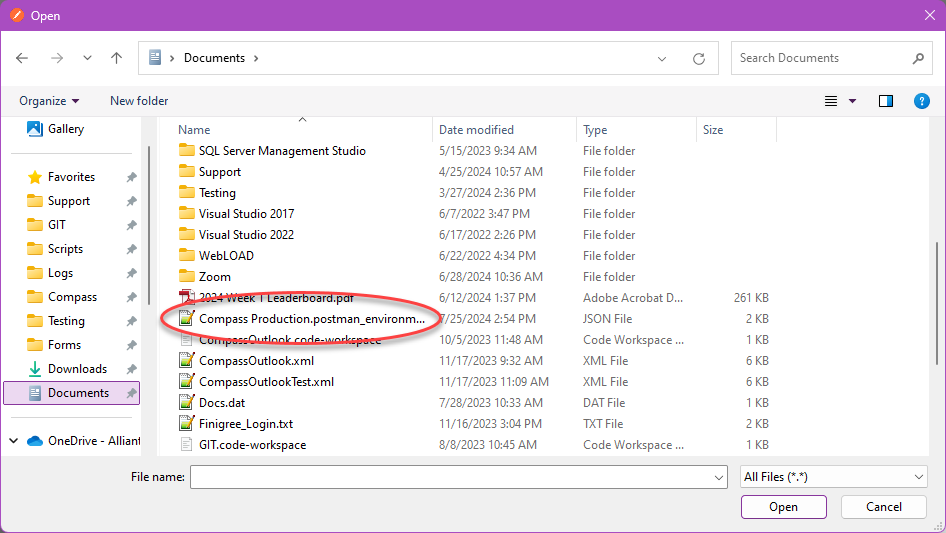 Open
Documents
Search Documents
Organize New folder
Gallery
Favorites
Support
GIT
Scripts
Logs
Compass
Testing
Forms
Downloads
Documents
OneDrive - Alliant
Name Date modified Type Size
SQL Server Management Studio 5/15/2023 9:34 AM File folder
Support 4/25/2024 10:57 AM File folder
Testing 3/27/2024 2:36 PM File folder
Visual Studio 2017 6/7/2022 3:47 PM File folder
Visual Studio 2022 6/17/2022 2:26 PM File folder
WebLOAD 6/22/2022 4:34 PM File folder
Zoom 6/28/2024 10:36 AM File folder
2024 Week 1 Leaderboard.pdf 6/12/2024 1:37 PM Adobe Acrobat D... 261 KB
Compass Production.postman_environm... 7/25/2024 2:54 PM JSON File 2 KB
CompassOutlook.code-workspace 10/5/2023 11:48 AM Code Workspace ... 1 KB
CompassOutlook.xml 11/17/2023 9:32 AM XML File 1 KB
CompassOutlookTest.xml 11/17/2023 11:09 AM XML File 1 KB
Docs.dat 7/28/2023 10:33 AM DAT File 1 KB
Finigree_Login.txt 11/16/2023 3:04 PM TXT File 2 KB
GIT.code-workspace 8/8/2023 10:45 AM Code Workspace ... 1 KB
File name: All Files (*.*)
Open Cancel